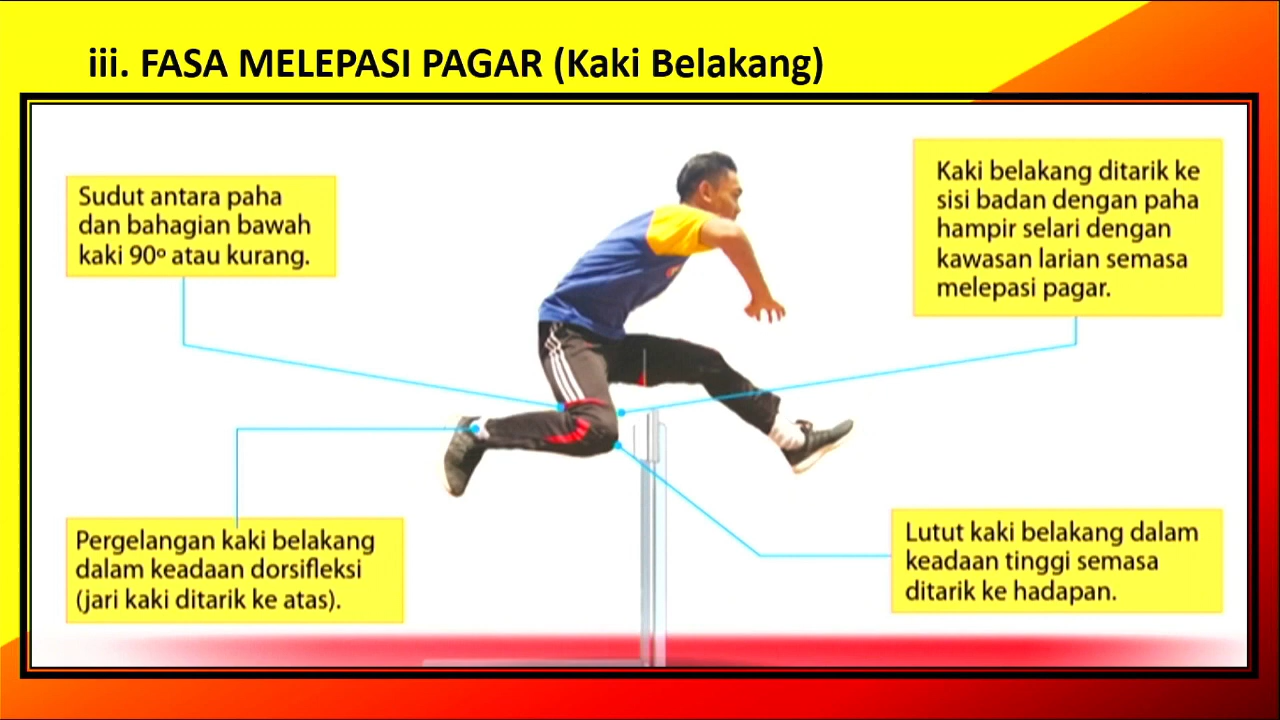 iii. FASA MELEPASI PAGAR (Kaki Belakang)
Sudut antara paha
dan bahagian bawah
kaki 90º atau kurang.
Kaki belakang ditarik ke
sisi badan dengan paha
hampir selari dengan
kawasan larian semasa
melepasi pagar.
Pergelangan kaki belakang
dalam keadaan dorsifleksi
(jari kaki ditarik ke atas).
Lutut kaki belakang dalam
keadaan tinggi semasa
ditarik ke hadapan.